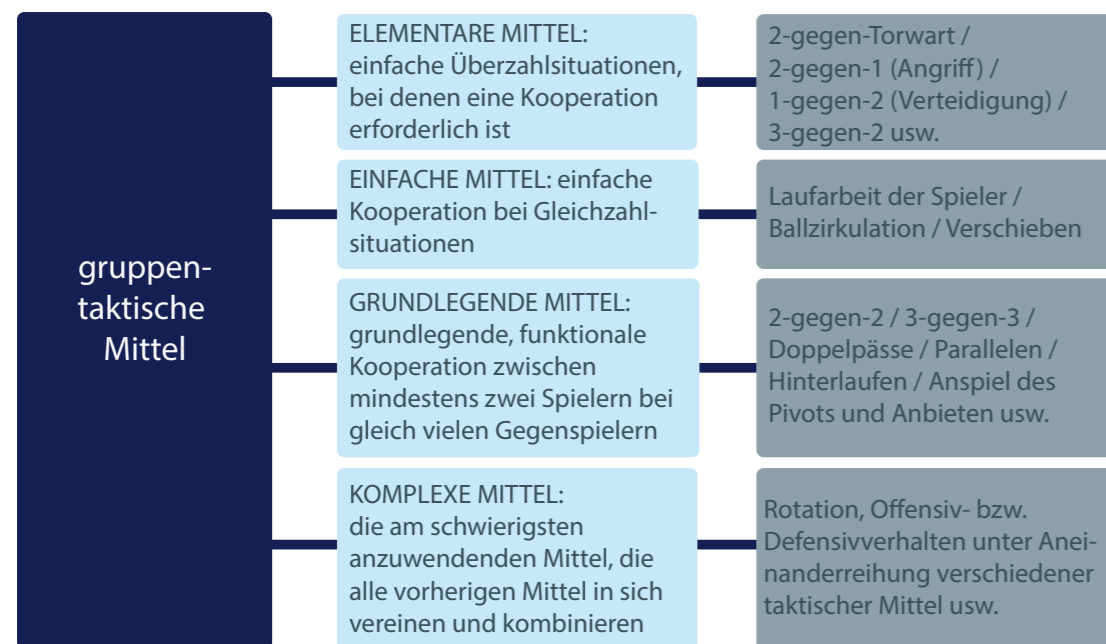 gruppen-
taktische
Mittel
ELEMENTARE MITTEL:
einfache Überzahlsituationen,
bei denen eine Kooperation
erforderlich ist
2-gegen-Torwart /
2-gegen-1 (Angriff) /
1-gegen-2 (Verteidigung) /
3-gegen-2 usw.
EINFACHE MITTEL: einfache
Kooperation bei Gleichzahl-
situationen
Laufarbeit der Spieler /
Ballzirkulation / Verschieben
GRUNDLEGENDE MITTEL:
grundlegende, funktionale
Kooperation zwischen
mindestens zwei Spielern bei
gleich vielen Gegenspielern
2-gegen-2 / 3-gegen-3 /
Doppelpässe / Parallelen /
Hinterlaufen / Anspiel des
Pivots und Anbieten usw.
KOMPLEXE MITTEL:
die am schwierigsten
anzuwendenden Mittel, die
alle vorherigen Mittel in sich
vereinen und kombinieren
Rotation, Offensiv- bzw.
Defensivverhalten unter Anei-
nanderreihung verschiedener
taktischer Mittel usw.